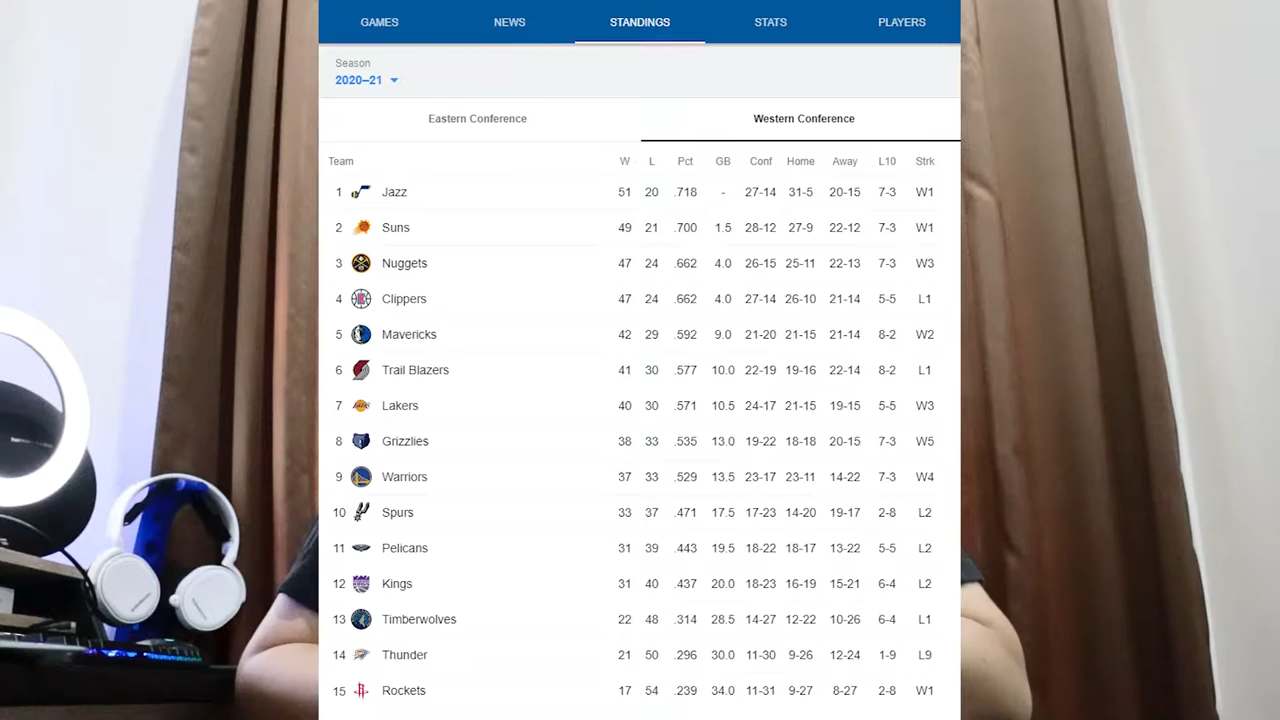 GAMES NEWS STANDINGS STATS PLAYERS
Season
2020–21
Eastern Conference Western Conference
Team W L Pct GB Conf Home Away L10 Strk
1 Jazz 51 20 .718 - 27-14 31-5 20-15 7-3 W1
2 Suns 49 21 .700 1.5 28-12 27-9 22-12 7-3 W1
3 Nuggets 47 24 .662 4.0 26-15 25-11 22-13 7-3 W3
4 Clippers 47 24 .662 4.0 27-14 26-10 21-14 5-5 L1
5 Mavericks 42 29 .592 9.0 21-20 21-15 21-14 8-2 W2
6 Trail Blazers 41 30 .577 10.0 22-19 19-16 22-14 8-2 L1
7 Lakers 40 30 .571 10.5 24-17 21-15 19-15 5-5 W3
8 Grizzlies 38 33 .535 13.0 19-22 18-18 20-15 7-3 W5
9 Warriors 37 33 .529 13.5 23-17 23-11 14-22 7-3 W4
10 Spurs 33 37 .471 17.5 17-23 14-20 19-17 2-8 L2
11 Pelicans 31 39 .443 19.5 18-22 18-17 13-22 5-5 L2
12 Kings 31 40 .437 20.0 18-23 16-19 15-21 6-4 L2
13 Timberwolves 22 48 .314 28.5 14-27 12-22 10-26 6-4 L1
14 Thunder 21 50 .296 30.0 11-30 9-26 12-24 1-9 L9
15 Rockets 17 54 .239 34.0 11-31 9-27 8-27 2-8 W1